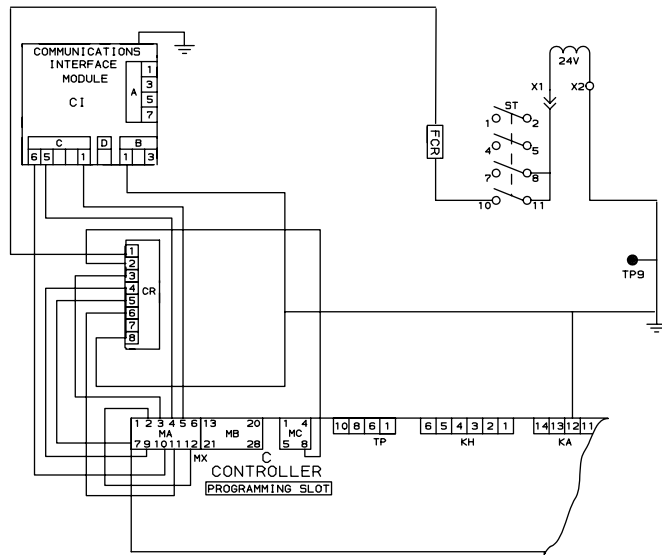 COMMUNICATIONS
INTERFACE
MODULE
CI
A
1
3
5
7
C
D
B
6 5 1
1 3
24V
X1
X2
ST
1 2
4 5
7 8
10 11
FCR
TP9
CR
1
2
3
4
5
6
7
8
1 2 3 4 5 6 13 20
MA MB
7 9 10 11 12 21 28
MX
1 4
MC
5 8
10 8 6 1
TP
6 5 4 3 2 1
KH
14 13 12 11
KA
C
CONTROLLER
PROGRAMMING SLOT